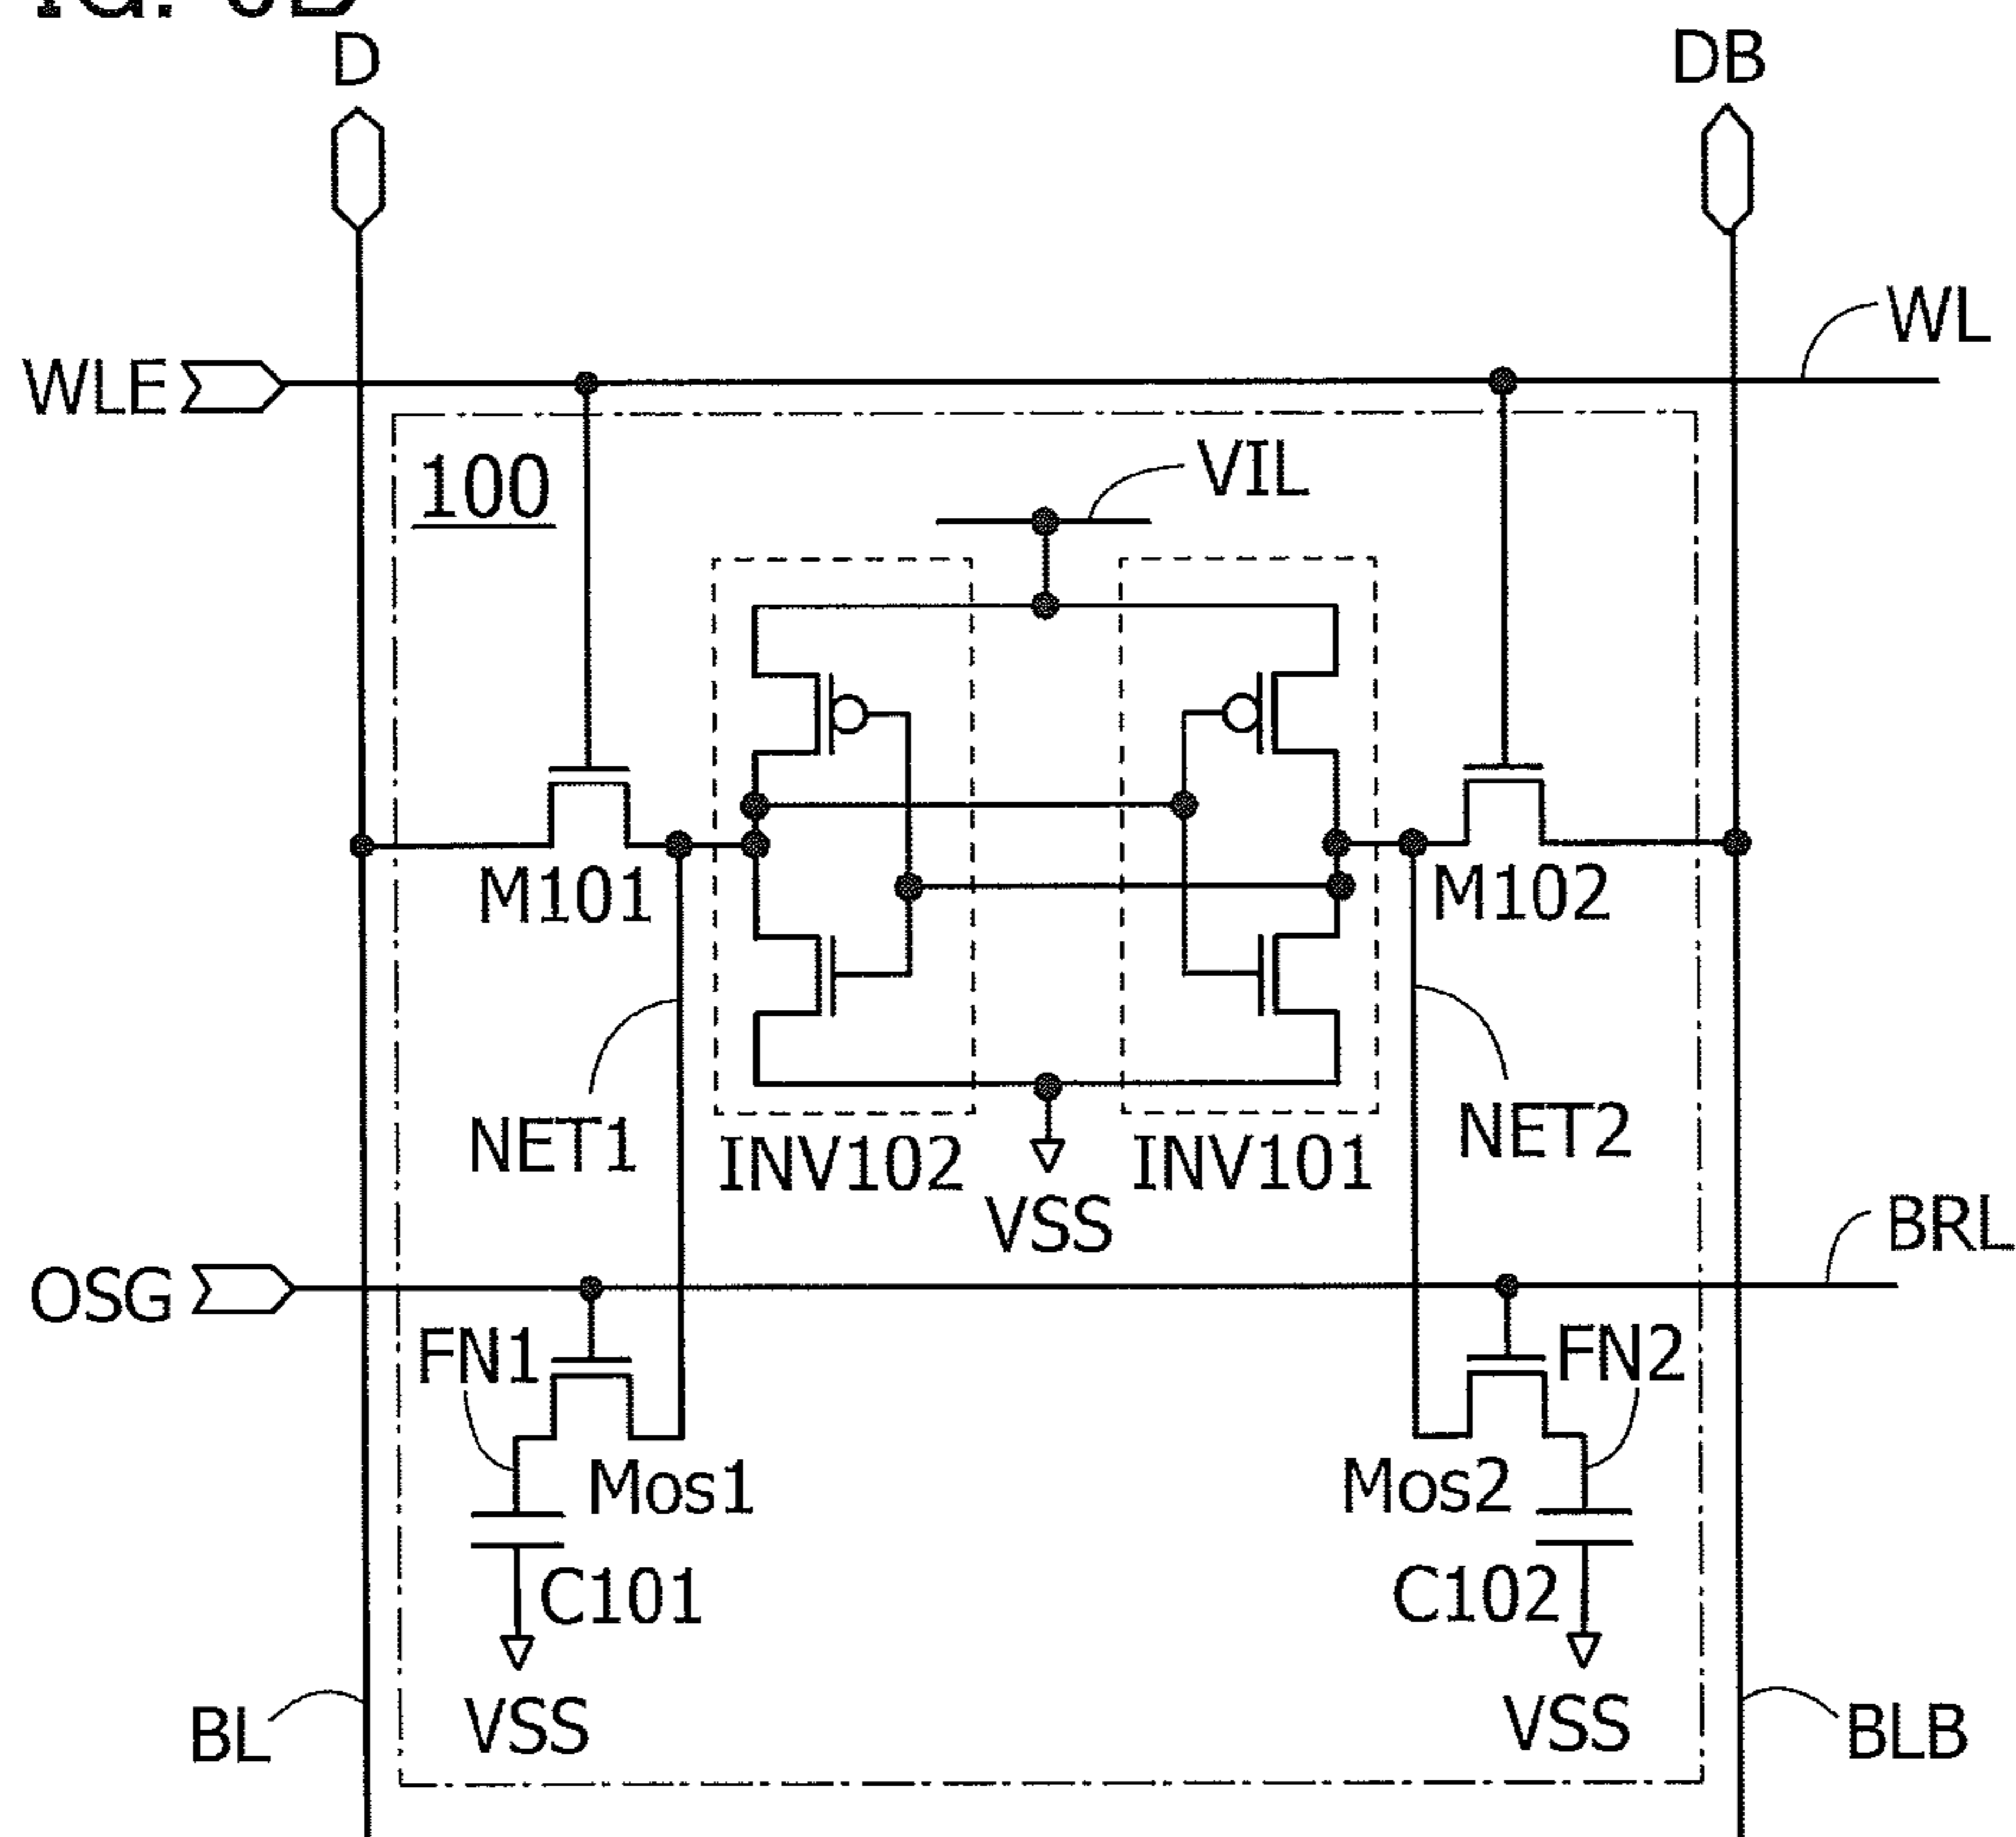 D
DB
WL
WLE
100
VIL
M101
M102
NET1
INV102
INV101
NET2
VSS
BRL
OSG
FN1
FN2
Mos1
Mos2
C101
C102
VSS
VSS
BL
BLB